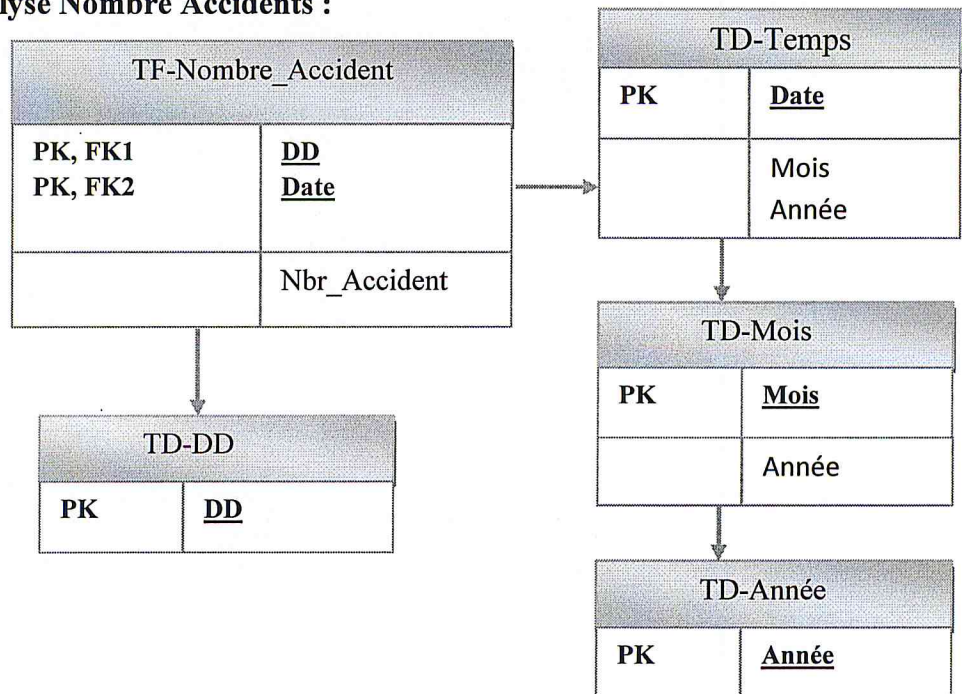 lyse Nombre Accidents :
TF-Nombre_Accident
PK, FK1 DD
PK, FK2 Date
Nbr_Accident
TD-Temps
PK Date
Mois
Année
TD-DD
PK DD
TD-Mois
PK Mois
Année
TD-Année
PK Année